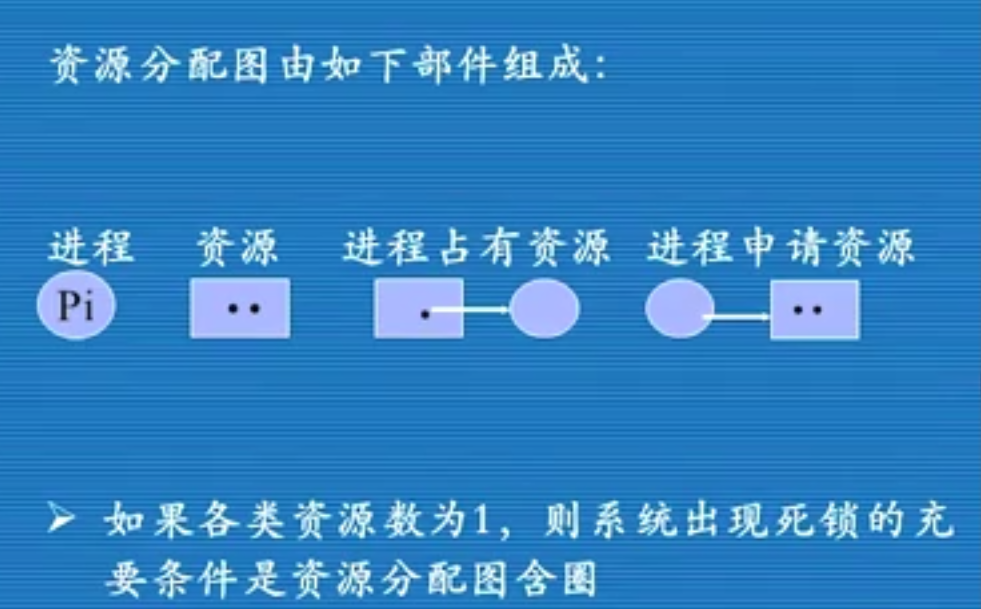 资源分配图由如下部件组成：
进程 资源 进程占有资源 进程申请资源
Pi
➢ 如果各类资源数为1，则系统出现死锁的充
要条件是资源分配图含圈